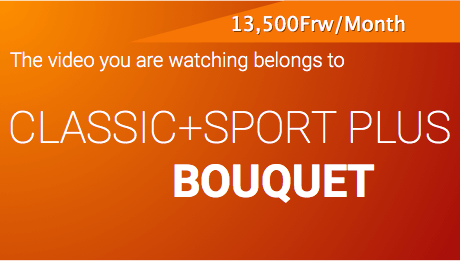 13,500Frw/Month
The video you are watching belongs to
CLASSIC+SPORT PLUS
BOUQUET